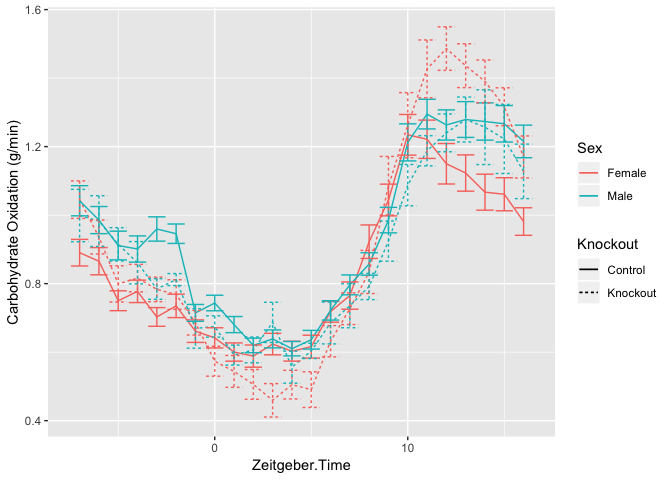 1.6
1.2
0.8
0.4
Carbohydrate Oxidation (g/min)
0
10
Zeitgeber.Time
Sex
Female
Male
Knockout
Control
Knockout